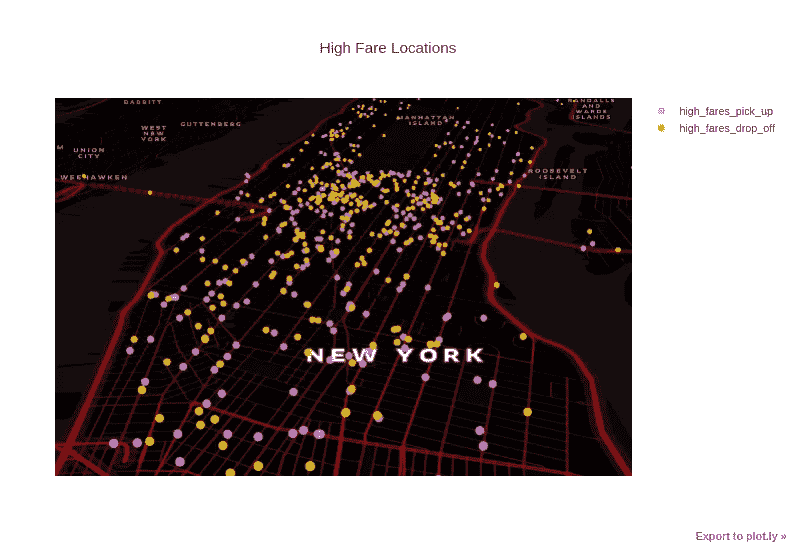 High Fare Locations
BABBITT
MANHATTAN
ISLAND
RANDALLS
AND
WARDS
ISLANDS
high_fares_pick_up
high_fares_drop_off
WEST
NEW
YORK
GUTTENBERG
UNION
CITY
WEEHAWKEN
ROOSEVELT
ISLAND
NEW YORK
Export to plot.ly »